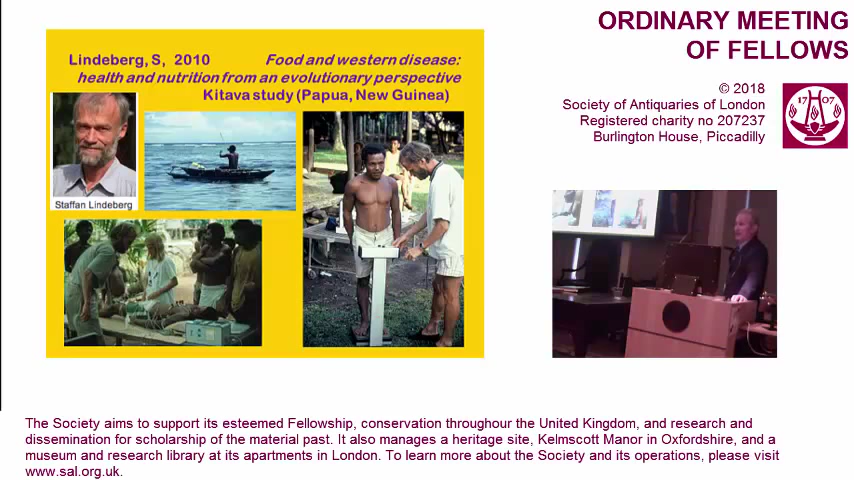 Lindeberg, S, 2010 Food and western disease:
health and nutrition from an evolutionary perspective
Kitava study (Papua, New Guinea)
Staffan Lindeberg
ORDINARY MEETING
OF FELLOWS
© 2018
Society of Antiquaries of London
Registered charity no 207237
Burlington House, Piccadilly
17 07
The Society aims to support its esteemed Fellowship, conservation throughour the United Kingdom, and research and
dissemination for scholarship of the material past. It also manages a heritage site, Kelmscott Manor in Oxfordshire, and a
museum and research library at its apartments in London. To learn more about the Society and its operations, please visit
www.sal.org.uk.